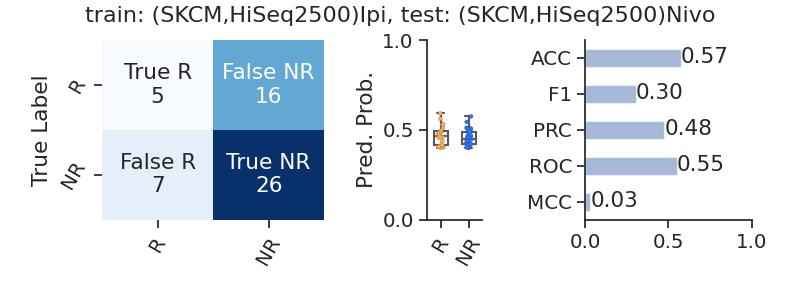 train: (SKCM,HiSeq2500)Ipi, test: (SKCM,HiSeq2500)Nivo
True Label
R
NR
True R
5
False NR
16
False R
7
True NR
26
R
NR
Pred. Prob.
1.0
0.5
0.0
R
NR
ACC
0.57
F1
0.30
PRC
0.48
ROC
0.55
MCC
0.03
0.0
0.5
1.0